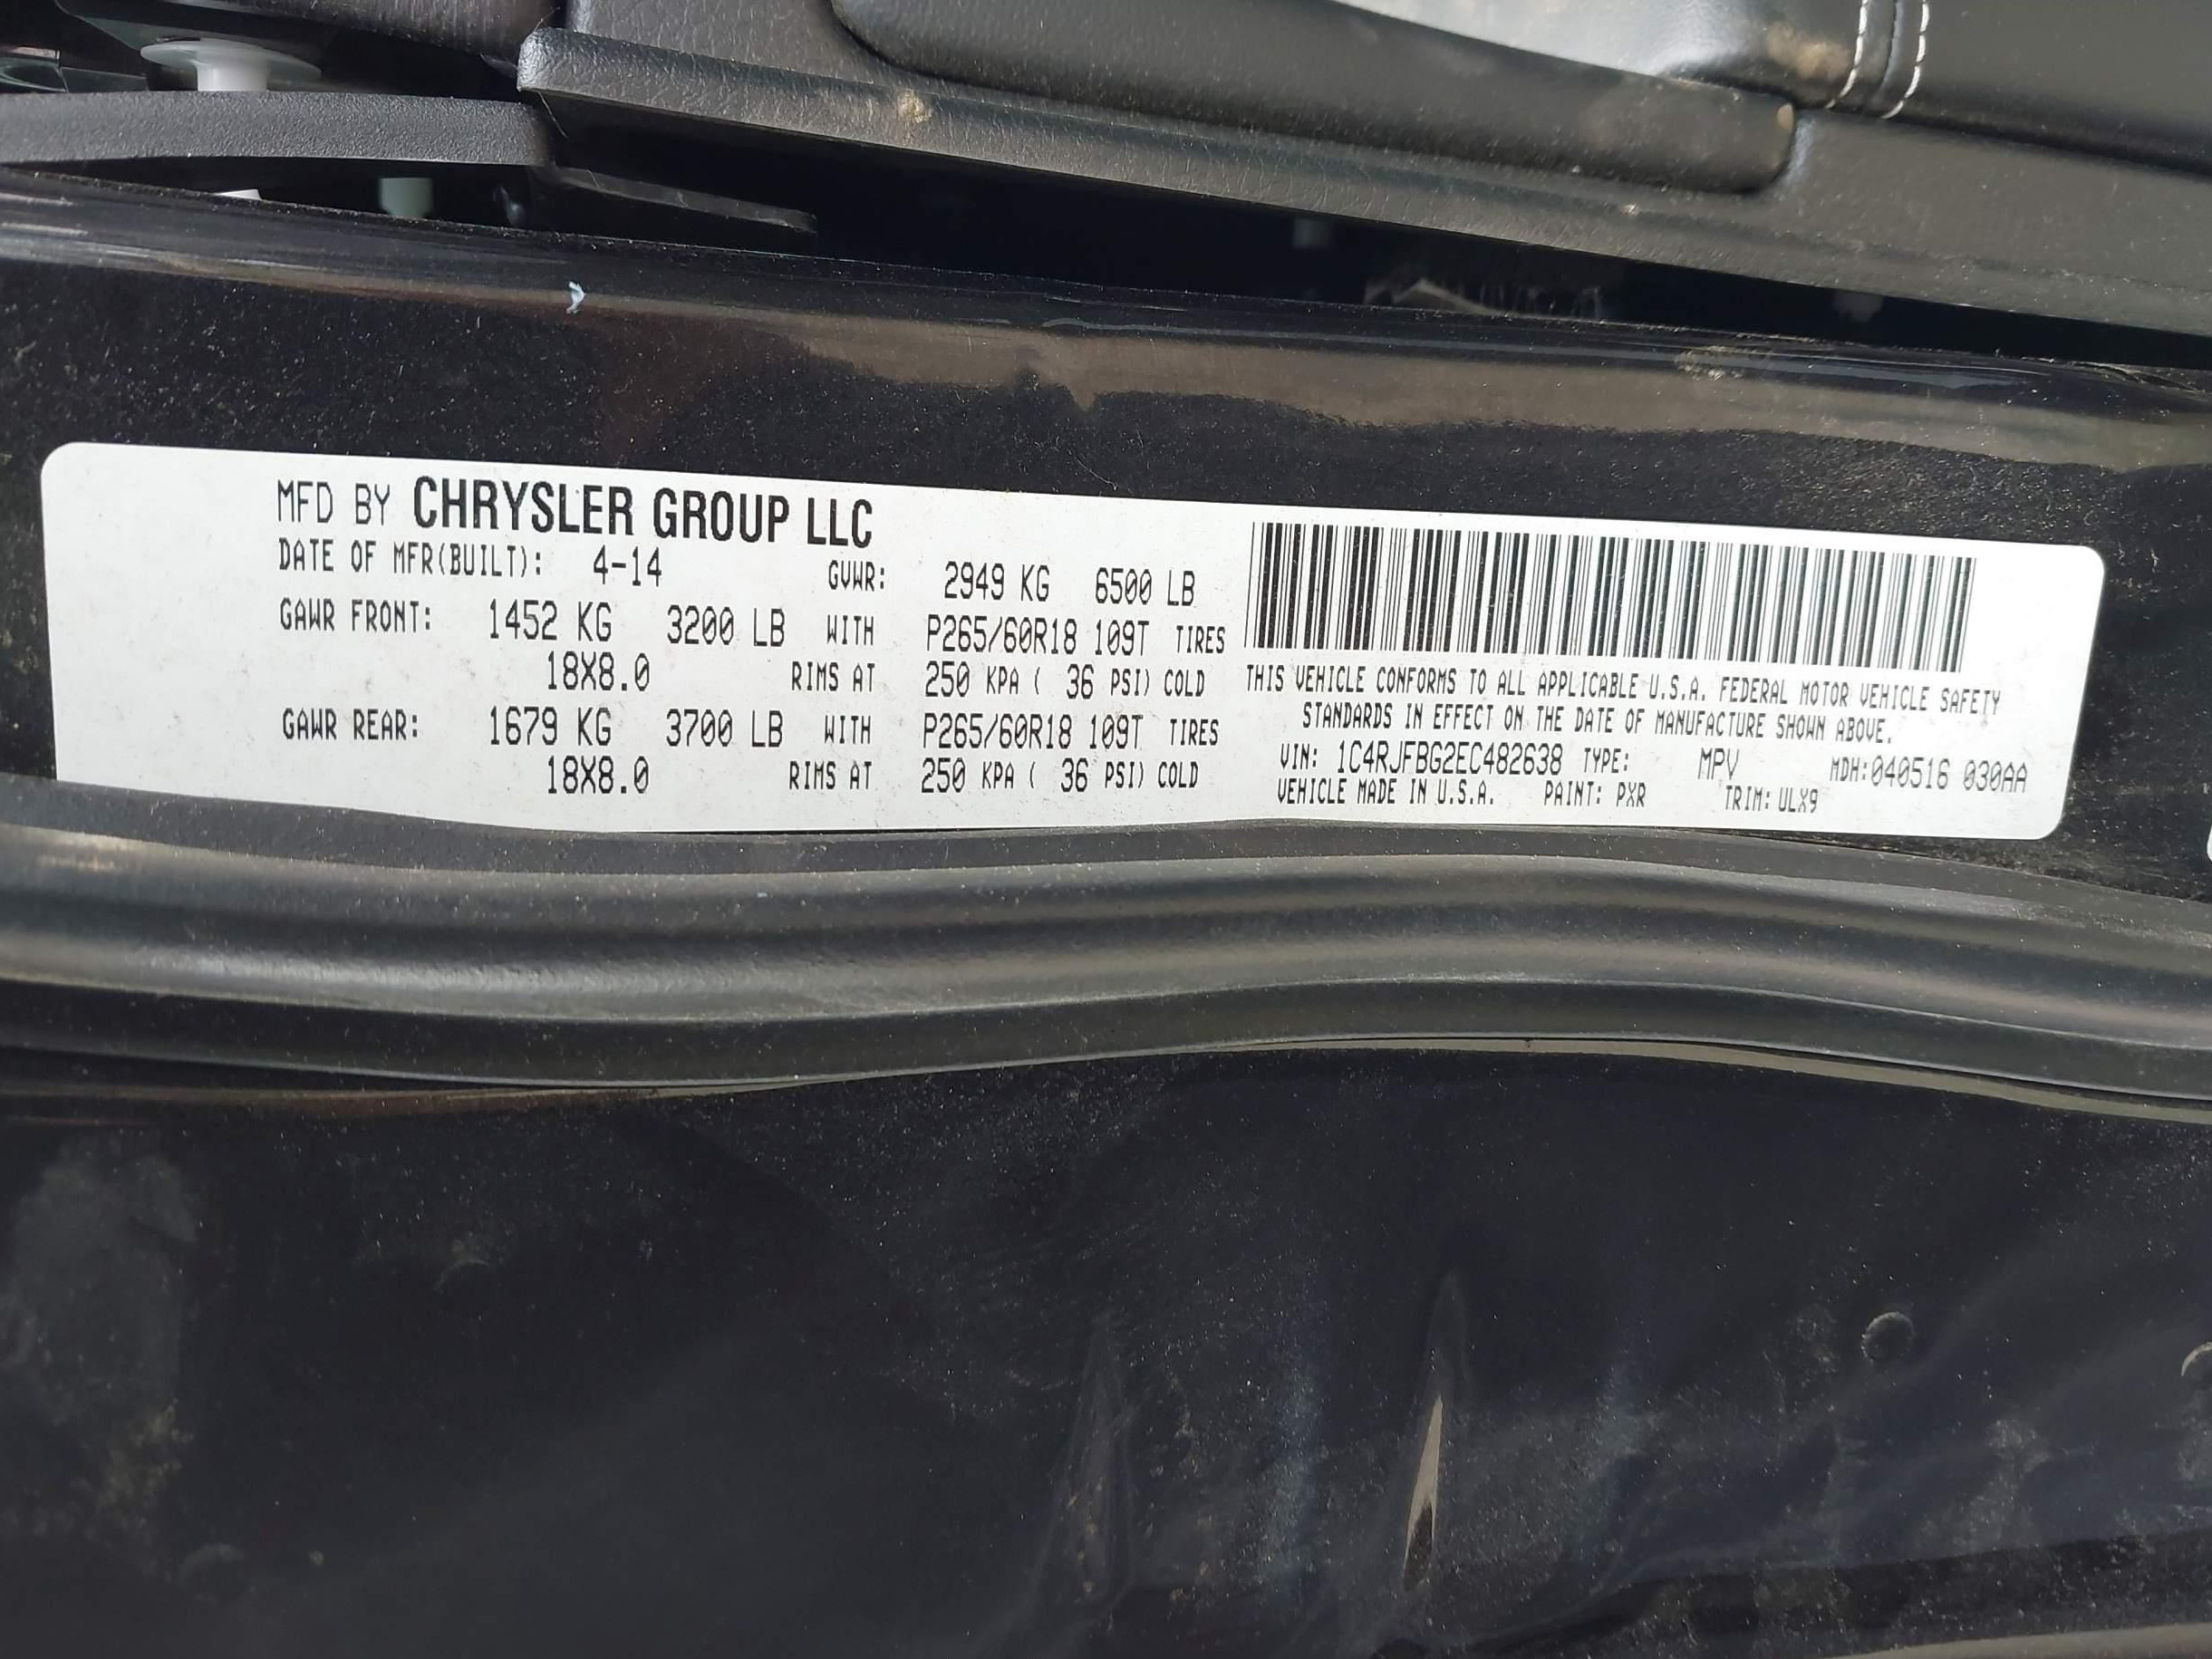 MFD BY CHRYSLER GROUP LLC
DATE OF MFR(BUILT): 4-14 GVWR: 2949 KG 6500 LB
GAWR FRONT: 1452 KG 3200 LB WITH P265/60R18 109T TIRES
18X8.0 RIMS AT 250 KPA ( 36 PSI) COLD
GAWR REAR: 1679 KG 3700 LB WITH P265/60R18 109T TIRES
18X8.0 RIMS AT 250 KPA ( 36 PSI) COLD
THIS VEHICLE CONFORMS TO ALL APPLICABLE U.S.A. FEDERAL MOTOR VEHICLE SAFETY
STANDARDS IN EFFECT ON THE DATE OF MANUFACTURE SHOWN ABOVE.
VIN: 1C4RJFBG2EC482638 TYPE: MPV MDH:040516 030AA
VEHICLE MADE IN U.S.A. PAINT: PXR TRIM: ULX9